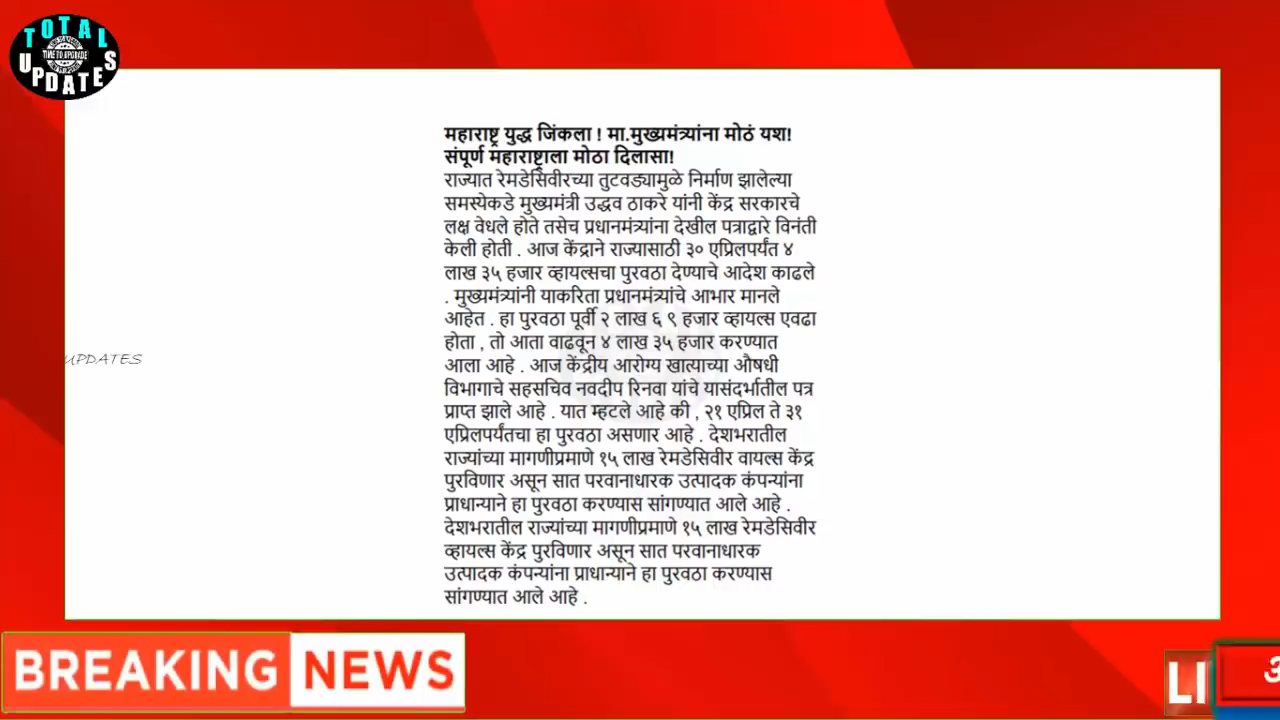 TOTAL
TIME TO UPGRADE
UPDATES
महाराष्ट्र युद्ध जिंकला ! मा.मुख्यमंत्र्यांना मोठं यश!
संपूर्ण महाराष्ट्राला मोठा दिलासा!
राज्यात रेमडेसिवीरच्या तुटवड्यामुळे निर्माण झालेल्या
समस्येकडे मुख्यमंत्री उद्धव ठाकरे यांनी केंद्र सरकारचे
लक्ष वेधले होते तसेच प्रधानमंत्र्यांना देखील पत्राद्वारे विनंती
केली होती . आज केंद्राने राज्यासाठी ३० एप्रिलपर्यंत ४
लाख ३५ हजार व्हायल्सचा पुरवठा देण्याचे आदेश काढले
. मुख्यमंत्र्यांनी याकरिता प्रधानमंत्र्यांचे आभार मानले
आहेत . हा पुरवठा पूर्वी २ लाख ६ ९ हजार व्हायल्स एवढा
होता , तो आता वाढवून ४ लाख ३५ हजार करण्यात
आला आहे . आज केंद्रीय आरोग्य खात्याच्या औषधी
विभागाचे सहसचिव नवदीप रिनवा यांचे यासंदर्भातील पत्र
प्राप्त झाले आहे . यात म्हटले आहे की , २१ एप्रिल ते ३१
एप्रिलपर्यंतचा हा पुरवठा असणार आहे . देशभरातील
राज्यांच्या मागणीप्रमाणे १५ लाख रेमडेसिवीर वायल्स केंद्र
पुरविणार असून सात परवानाधारक उत्पादक कंपन्यांना
प्राधान्याने हा पुरवठा करण्यास सांगण्यात आले आहे .
देशभरातील राज्यांच्या मागणीप्रमाणे १५ लाख रेमडेसिवीर
व्हायल्स केंद्र पुरविणार असून सात परवानाधारक
उत्पादक कंपन्यांना प्राधान्याने हा पुरवठा करण्यास
सांगण्यात आले आहे .
UPDATES
BREAKING NEWS
LI